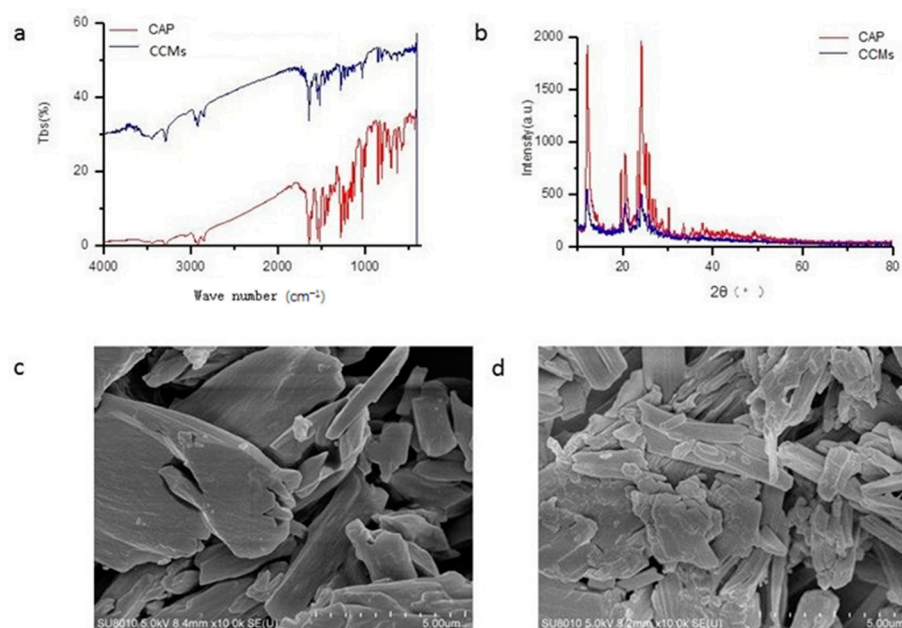 a
CAP
CCMs
60
40
20
0
Tbs(%)
4000 3000 2000 1000
Wave number (cm⁻¹)
b
CAP
CCMs
2000
1500
1000
500
0
Intensity(a.u.)
20 40 60 80
2θ (°)
c
SU8010 5.0kV 8.4mm x10.0k SE(U) 5.00um
d
SU8010 5.0kV 8.2mm x10.0k SE(U) 5.00um